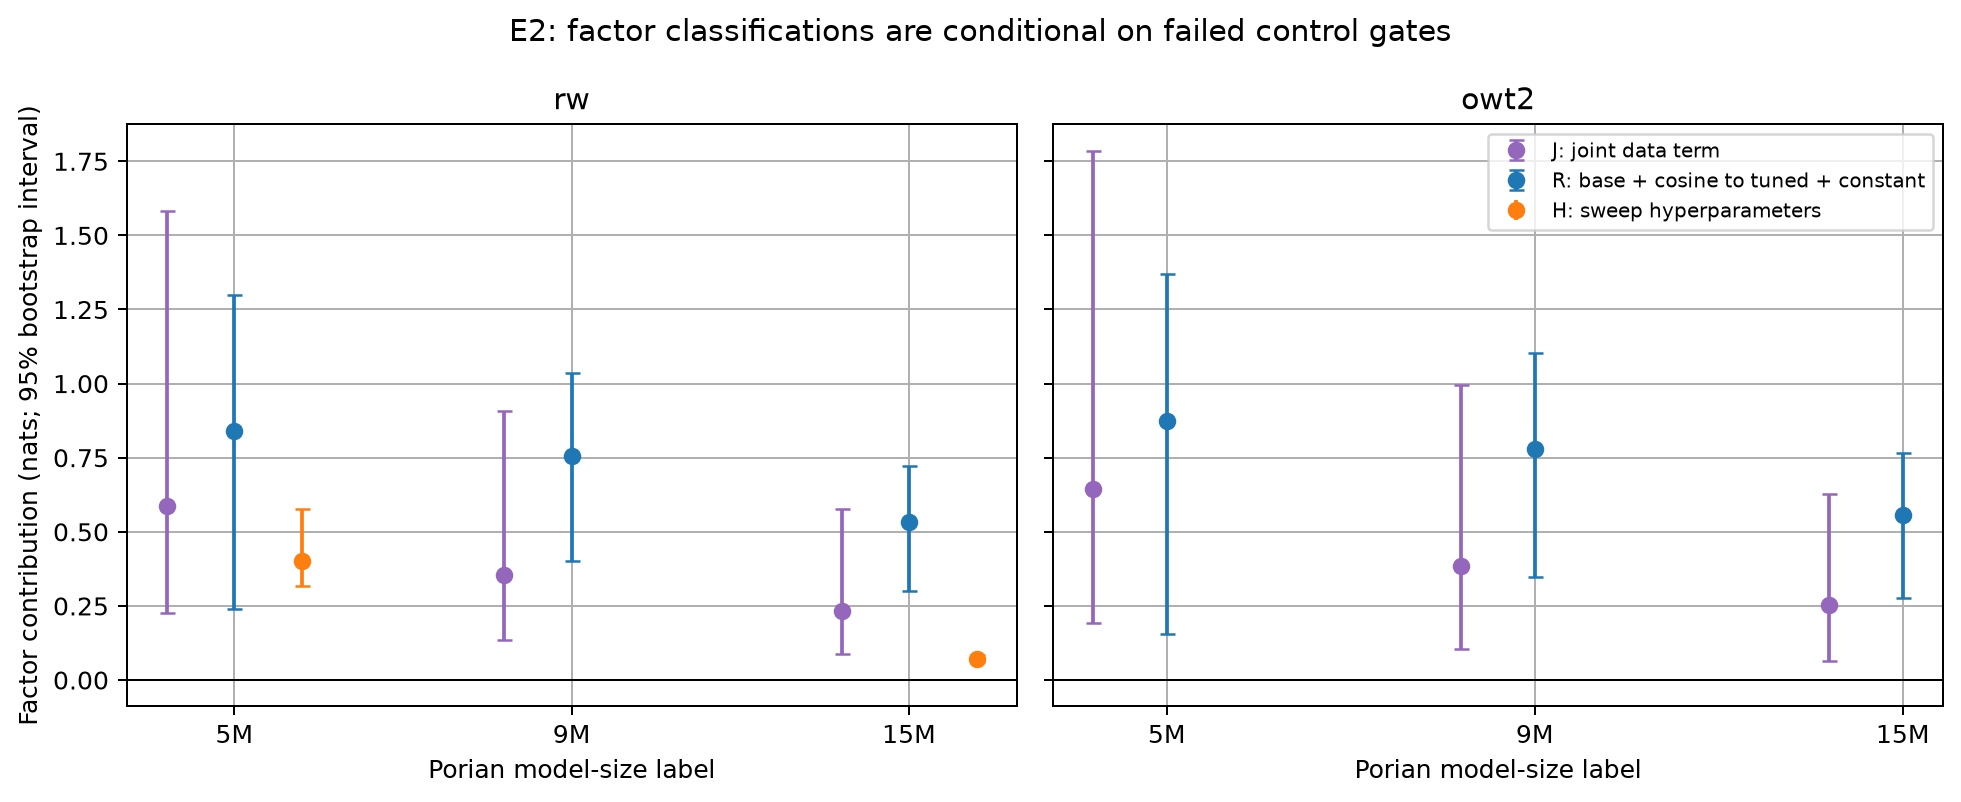 E2: factor classifications are conditional on failed control gates
rw
owt2
Factor contribution (nats; 95% bootstrap interval)
1.75
1.50
1.25
1.00
0.75
0.50
0.25
0.00
J: joint data term
R: base + cosine to tuned + constant
H: sweep hyperparameters
5M
9M
15M
5M
9M
15M
Porian model-size label
Porian model-size label